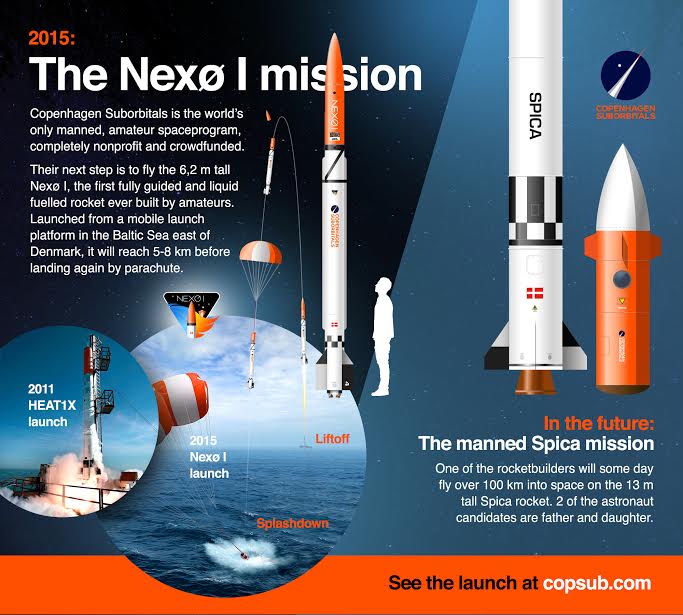 2015:
The Nexø I mission
Copenhagen Suborbitals is the world's
only manned, amateur spaceprogram,
completely nonprofit and crowdfunded.
Their next step is to fly the 6,2 m tall
Nexø I, the first fully guided and liquid
fuelled rocket ever built by amateurs.
Launched from a mobile launch
platform in the Baltic Sea east of
Denmark, it will reach 5-8 km before
landing again by parachute.
NEXØ I
NEXØ I
COPENHAGEN
SUBORBITALS
SPICA
COPENHAGEN
SUBORBITALS
2011
HEAT1X
launch
2015
Nexø I
launch
Liftoff
Splashdown
In the future:
The manned Spica mission
One of the rocketbuilders will some day
fly over 100 km into space on the 13 m
tall Spica rocket. 2 of the astronaut
candidates are father and daughter.
See the launch at copsub.com